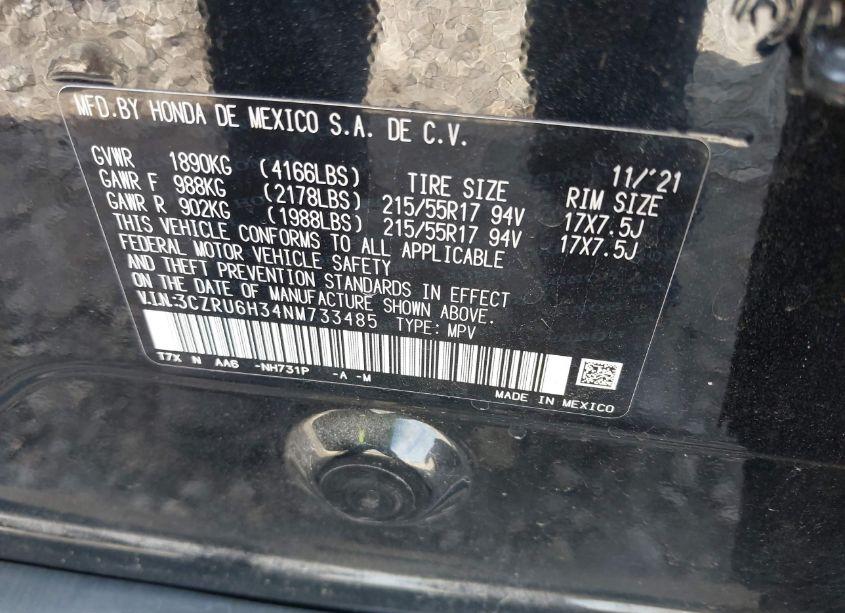 MFD.BY HONDA DE MEXICO S.A. DE C.V.
11/'21
GVWR 1890KG (4166LBS) TIRE SIZE RIM SIZE
GAWR F 988KG (2178LBS) 215/55R17 94V 17X7.5J
GAWR R 902KG (1988LBS) 215/55R17 94V 17X7.5J
THIS VEHICLE CONFORMS TO ALL APPLICABLE
FEDERAL MOTOR VEHICLE SAFETY
AND THEFT PREVENTION STANDARDS IN EFFECT
ON THE DATE OF MANUFACTURE SHOWN ABOVE.
V.I.N:3CZRU6H34NM733485 TYPE: MPV
T7X N AA6 -NH731P -A -M
MADE IN MEXICO